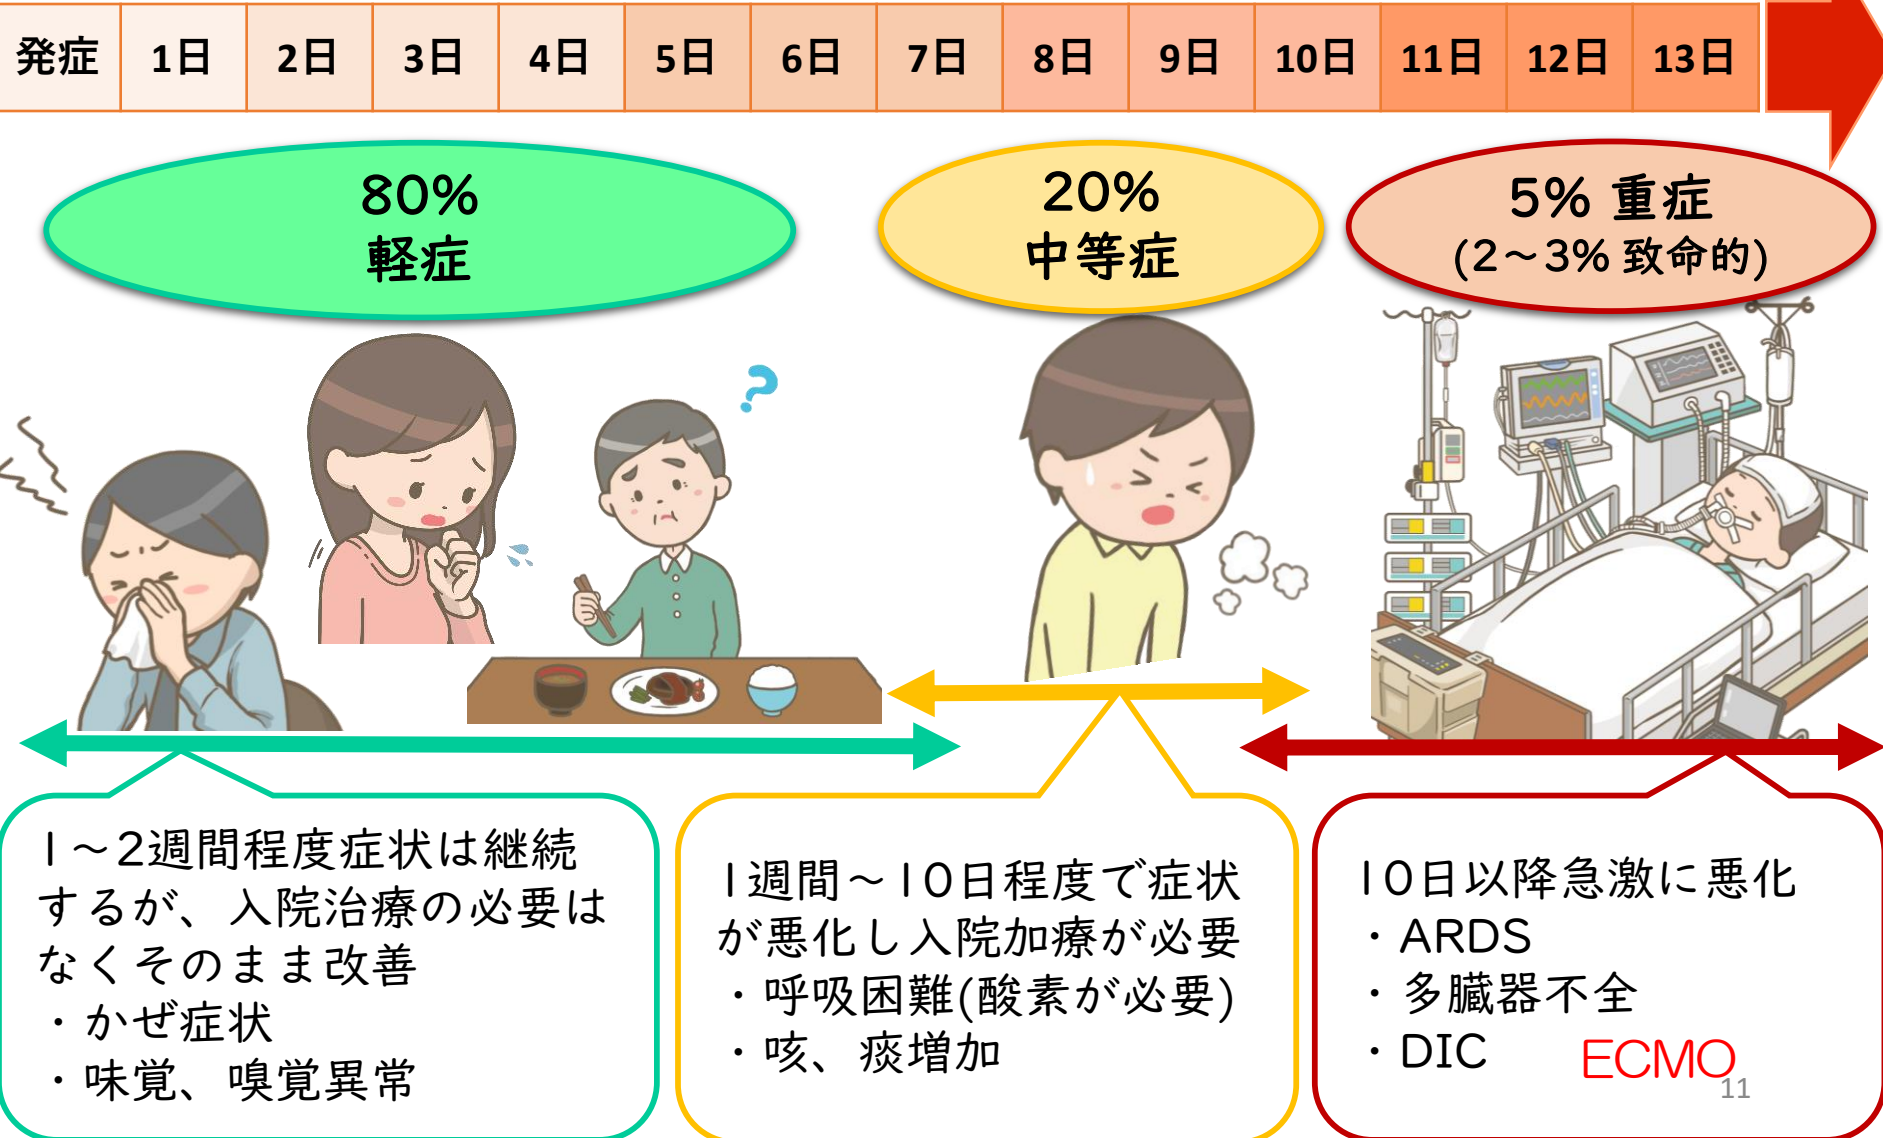 発症 1日 2日 3日 4日 5日 6日 7日 8日 9日 10日 11日 12日 13日
80%
軽症
20%
中等症
5% 重症
(2～3% 致命的)
?
1～2週間程度症状は継続
するが、入院治療の必要は
なくそのまま改善
・かぜ症状
・味覚、嗅覚異常
1週間～10日程度で症状
が悪化し入院加療が必要
・呼吸困難(酸素が必要)
・咳、痰増加
10日以降急激に悪化
・ARDS
・多臓器不全
・DIC
ECMO
11